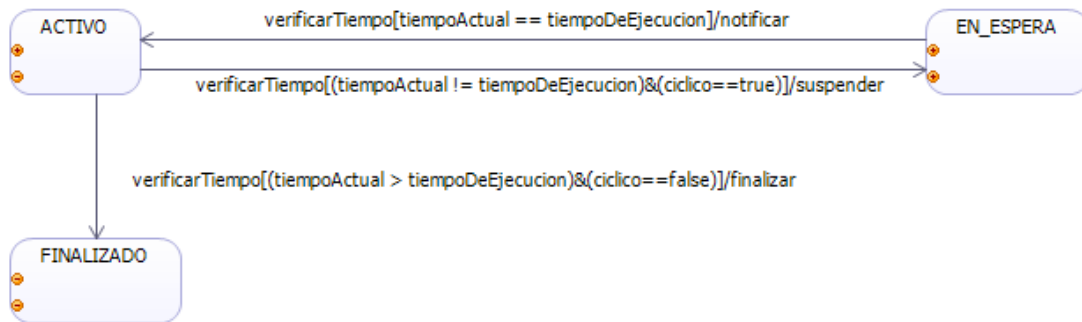 verificarTiempo[tiempoActual == tiempoDeEjecucion]/notificar
ACTIVO
EN_ESPERA
verificarTiempo[(tiempoActual != tiempoDeEjecucion)&(ciclico==true)]/suspender
verificarTiempo[(tiempoActual > tiempoDeEjecucion)&(ciclico==false)]/finalizar
FINALIZADO